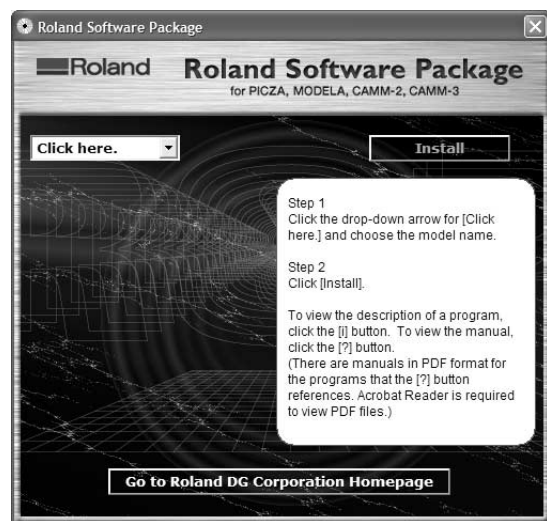 Roland Software Package
Roland
Roland Software Package
for PICZA, MODELA, CAMM-2, CAMM-3
Click here.
Install
Step 1
Click the drop-down arrow for [Click
here.] and choose the model name.
Step 2
Click [Install].
To view the description of a program,
click the [i] button.  To view the manual,
click the [?] button.
(There are manuals in PDF format for
the programs that the [?] button
references. Acrobat Reader is required
to view PDF files.)
Go to Roland DG Corporation Homepage